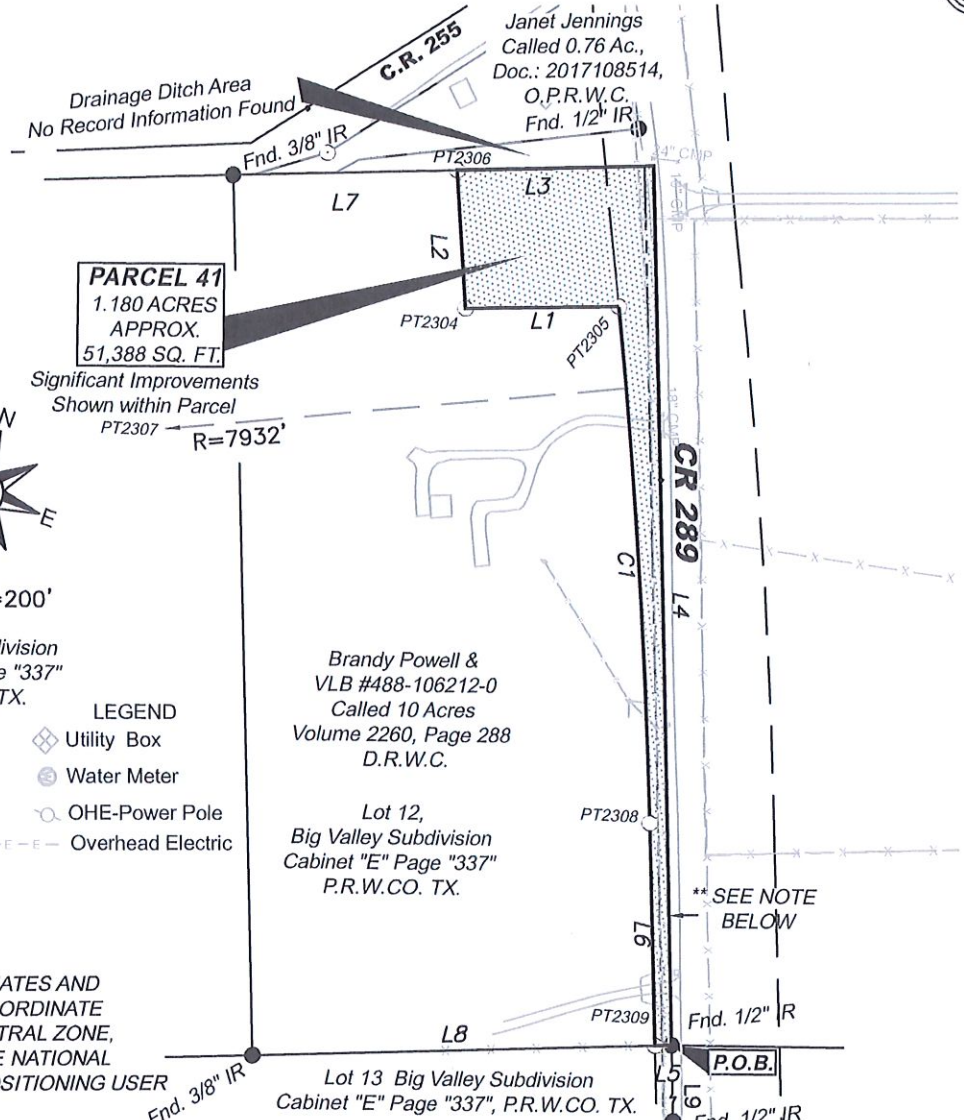 Janet Jennings
Called 0.76 Ac.,
Doc.: 2017108514,
O.P.R.W.C.
C.R. 255
Drainage Ditch Area
No Record Information Found
Fnd. 1/2" IR
Fnd. 3/8" IR
PT2306
24" CMP
L3
L7
L2
PARCEL 41
1.180 ACRES
APPROX.
51,388 SQ. FT.
PT2304
L1
PT2305
Significant Improvements
Shown within Parcel
PT2307
R=7932'
18" CMP
N
E
CR 289
C1
L4
=200'
Brandy Powell &
VLB #488-106212-0
Called 10 Acres
Volume 2260, Page 288
D.R.W.C.
"337"
TX.
LEGEND
Utility Box
Water Meter
OHE-Power Pole
E - E - Overhead Electric
Lot 12,
Big Valley Subdivision
Cabinet "E" Page "337"
P.R.W.CO. TX.
PT2308
** SEE NOTE
BELOW
L6
ATES AND
ORDINATE
TRAL ZONE,
E NATIONAL
SITIONING USER
PT2309
Fnd. 1/2" IR
L8
P.O.B.
L5
L9
Fnd. 3/8" IR
Lot 13 Big Valley Subdivision
Cabinet "E" Page "337", P.R.W.CO. TX.
Fnd. 1/2" IR